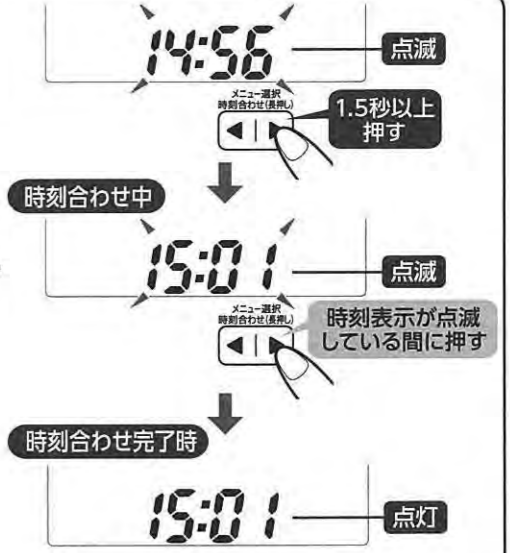 14:56
点滅
メニュー選択
時刻合わせ(長押し)
1.5秒以上
押す
時刻合わせ中
15:01
点滅
メニュー選択
時刻合わせ(長押し)
時刻表示が点滅
している間に押す
時刻合わせ完了時
15:01
点灯